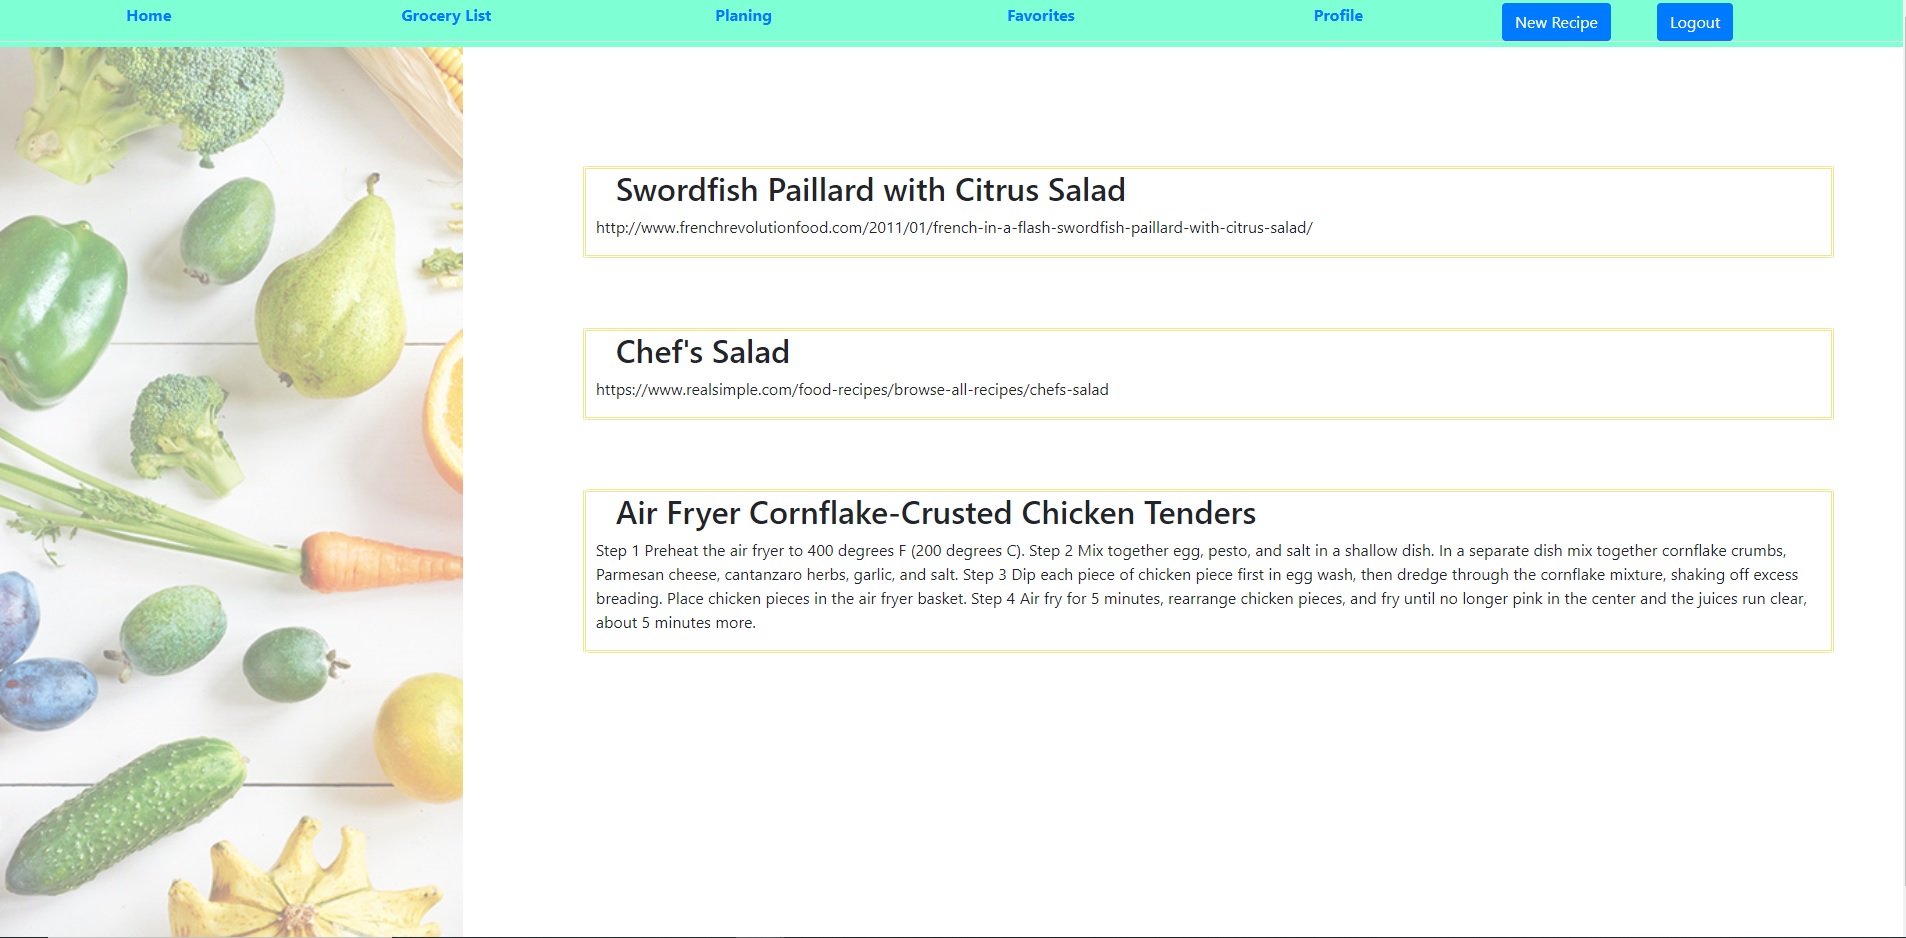 Home Grocery List Planing Favorites Profile New Recipe Logout
Swordfish Paillard with Citrus Salad
http://www.frenchrevolutionfood.com/2011/01/french-in-a-flash-swordfish-paillard-with-citrus-salad/
Chef's Salad
https://www.realsimple.com/food-recipes/browse-all-recipes/chefs-salad
Air Fryer Cornflake-Crusted Chicken Tenders
Step 1 Preheat the air fryer to 400 degrees F (200 degrees C). Step 2 Mix together egg, pesto, and salt in a shallow dish. In a separate dish mix together cornflake crumbs,
Parmesan cheese, cantanzaro herbs, garlic, and salt. Step 3 Dip each piece of chicken piece first in egg wash, then dredge through the cornflake mixture, shaking off excess
breading. Place chicken pieces in the air fryer basket. Step 4 Air fry for 5 minutes, rearrange chicken pieces, and fry until no longer pink in the center and the juices run clear,
about 5 minutes more.